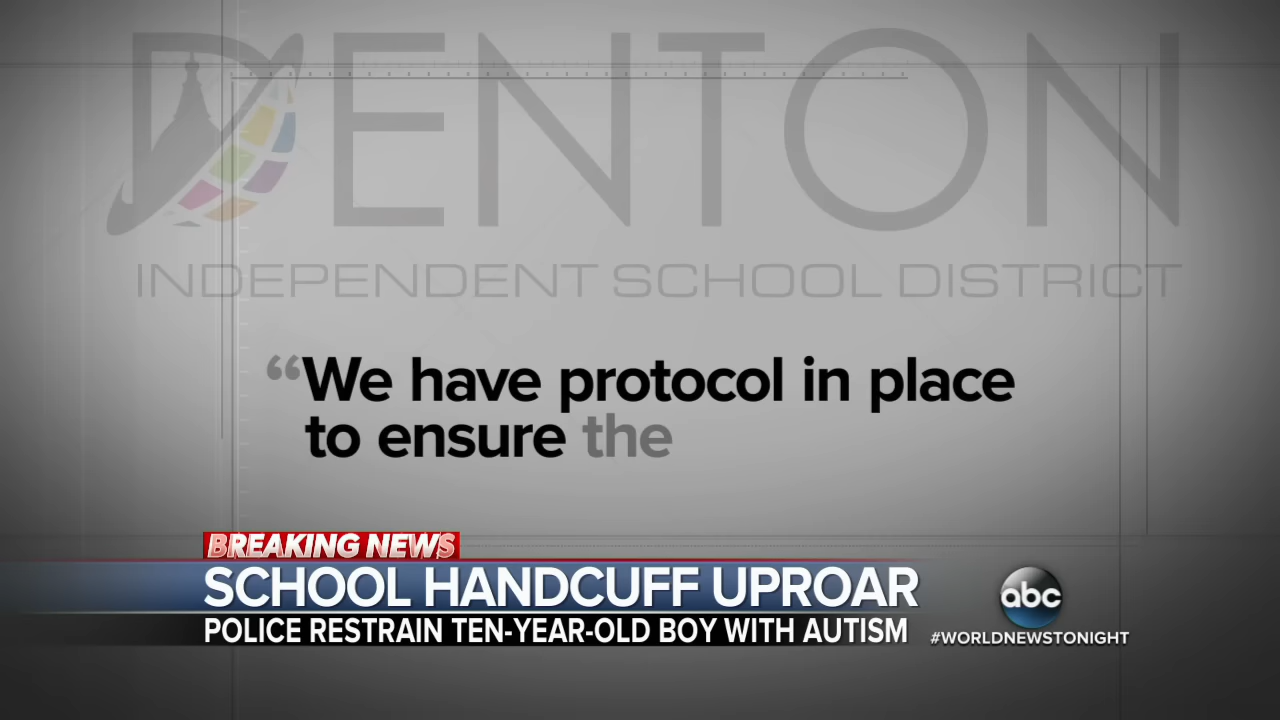 DENTON
INDEPENDENT SCHOOL DISTRICT
“We have protocol in place
to ensure the
BREAKING NEWS
SCHOOL HANDCUFF UPROAR
POLICE RESTRAIN TEN-YEAR-OLD BOY WITH AUTISM
abc
#WORLDNEWSTONIGHT